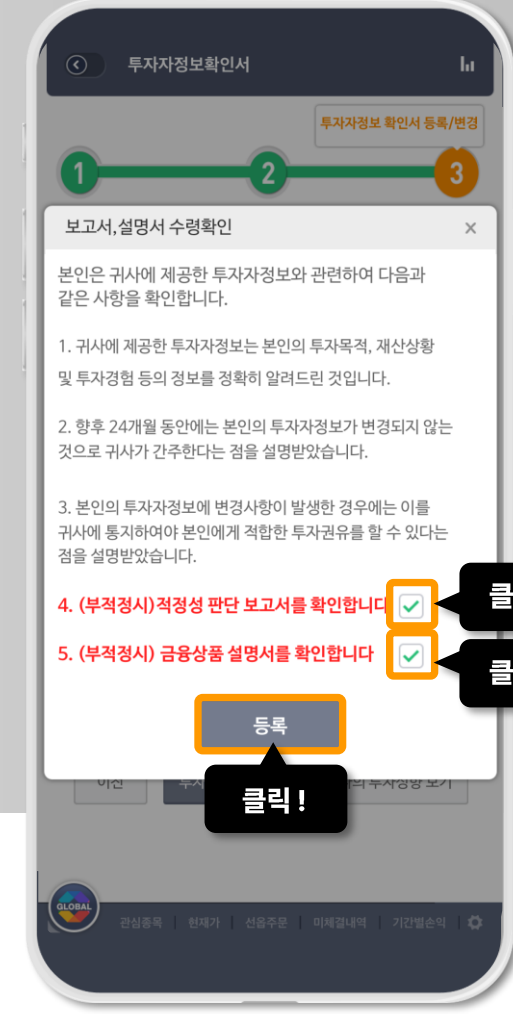 투자자정보확인서
투자자정보 확인서 등록/변경
1 2 3
보고서,설명서 수령확인
본인은 귀사에 제공한 투자자정보와 관련하여 다음과
같은 사항을 확인합니다.
1. 귀사에 제공한 투자자정보는 본인의 투자목적, 재산상황
및 투자경험 등의 정보를 정확히 알려드린 것입니다.
2. 향후 24개월 동안에는 본인의 투자자정보가 변경되지 않는
것으로 귀사가 간주한다는 점을 설명받았습니다.
3. 본인의 투자자정보에 변경사항이 발생한 경우에는 이를
귀사에 통지하여야 본인에게 적합한 투자권유를 할 수 있다는
점을 설명받았습니다.
4. (부적정시)적정성 판단 보고서를 확인합니다
클
5. (부적정시) 금융상품 설명서를 확인합니다
클
등록
클릭 !
이전 투자성향 보기
GLOBAL
관심종목 현재가 선옵주문 미체결내역 기간별손익